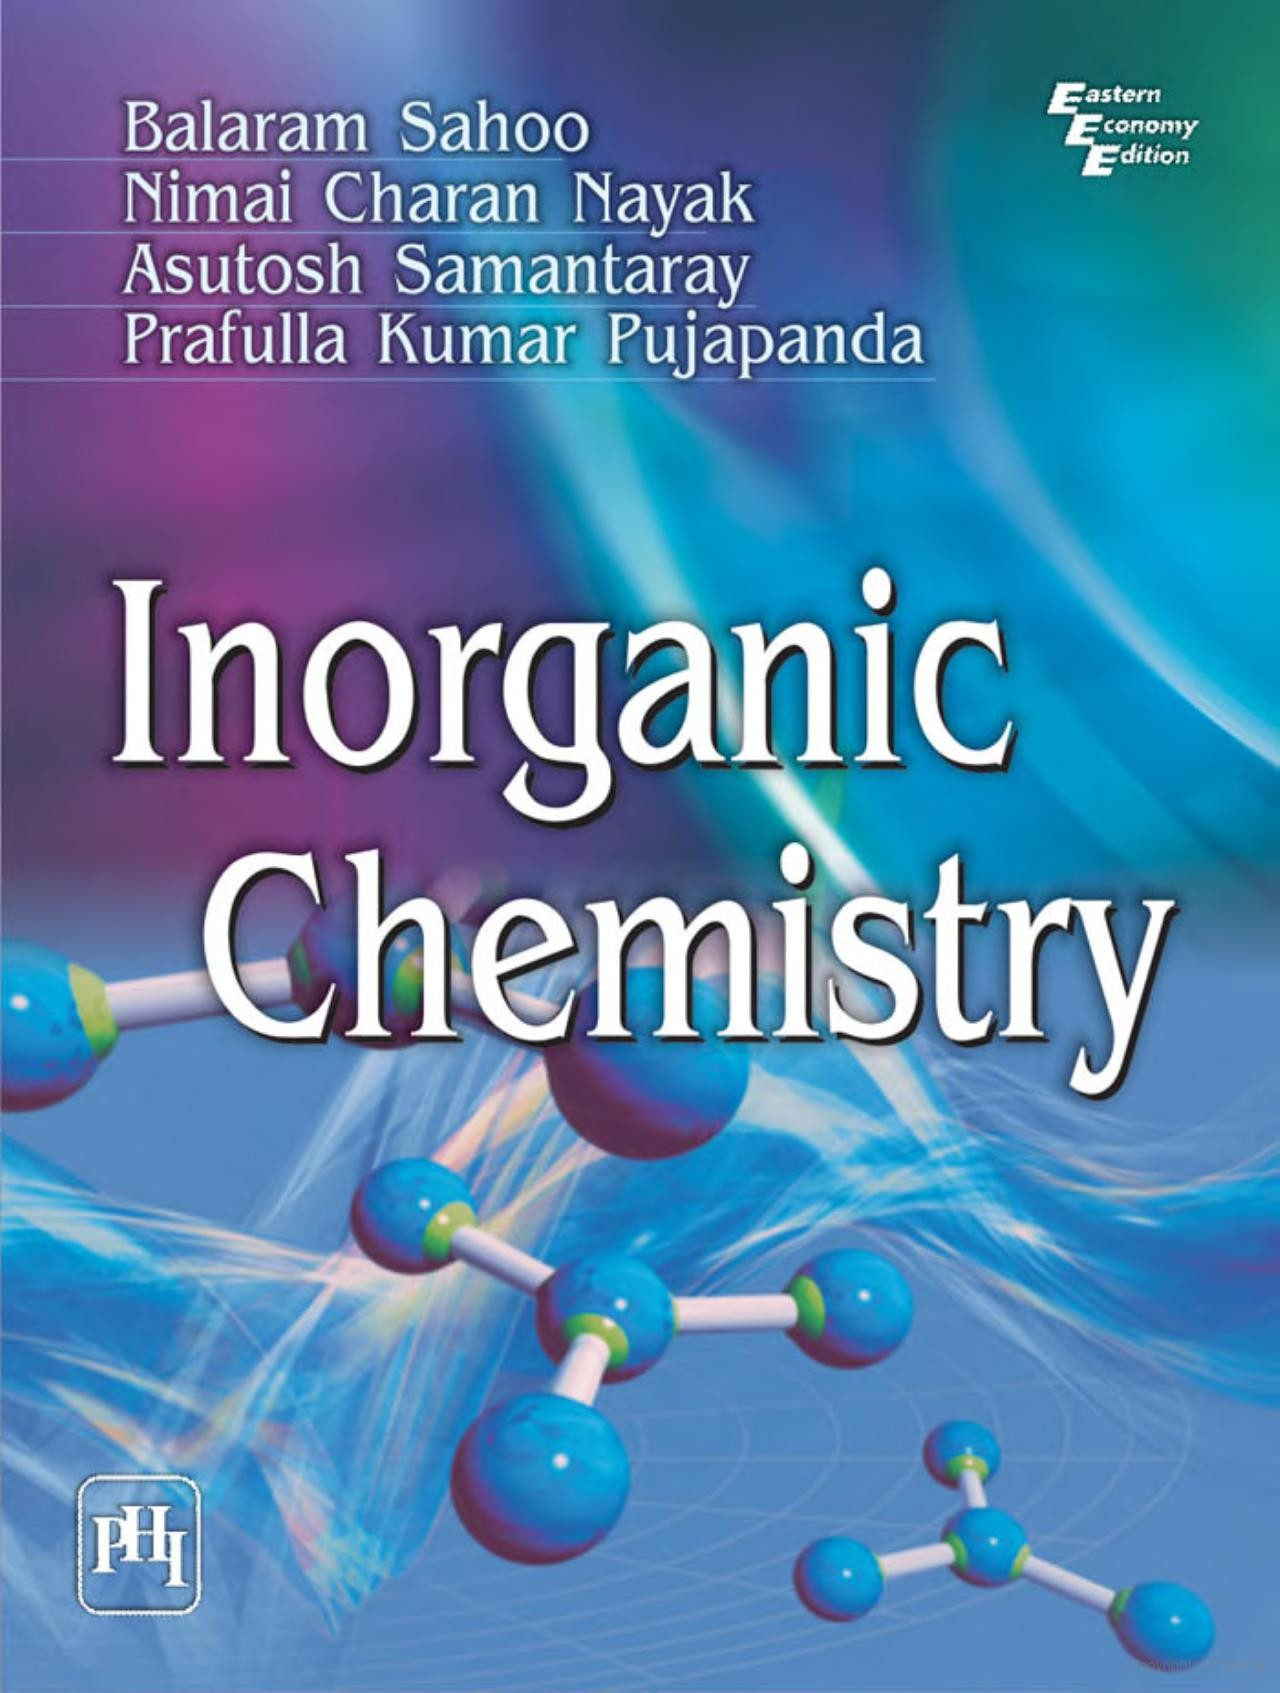 Balaram Sahoo
Nimai Charan Nayak
Asutosh Samantaray
Prafulla Kumar Pujapanda
Eastern
Economy
Edition
Inorganic
Chemistry
PHI